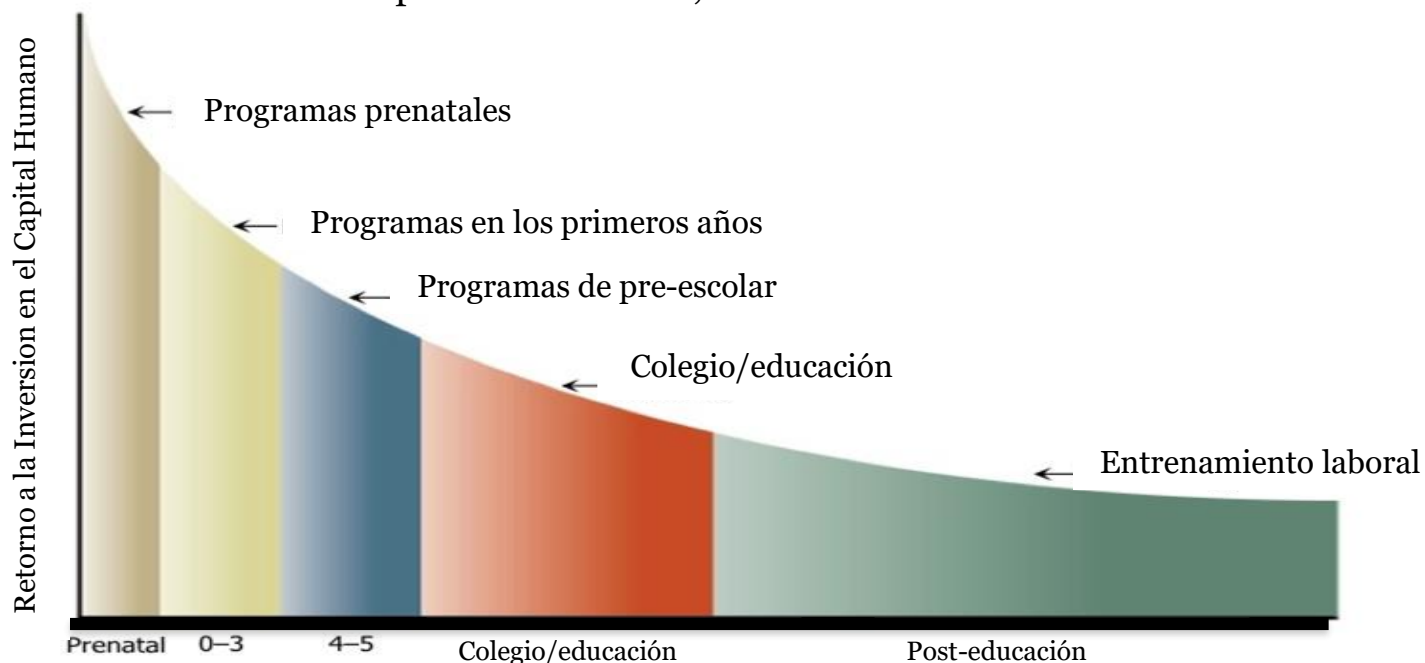 Retorno a la Inversion en el Capital Humano
Programas prenatales
Programas en los primeros años
Programas de pre-escolar
Colegio/educación
Entrenamiento laboral
Prenatal
0–3
4–5
Colegio/educación
Post-educación